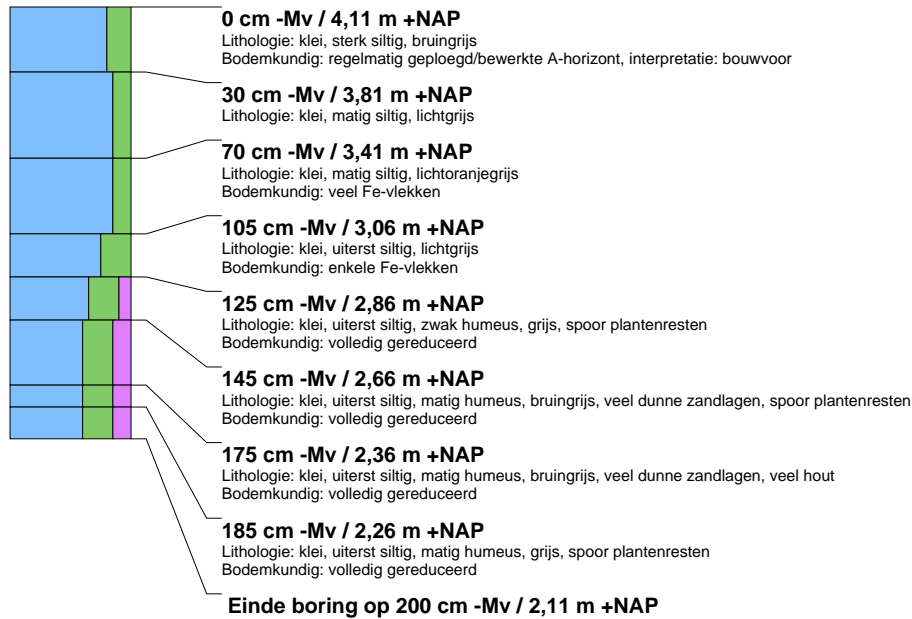 0 cm -Mv / 4,11 m +NAP
Lithologie: klei, sterk siltig, bruingrijs
Bodemkundig: regelmatig geploegd/bewerkte A-horizont, interpretatie: bouwvoor
30 cm -Mv / 3,81 m +NAP
Lithologie: klei, matig siltig, lichtgrijs
70 cm -Mv / 3,41 m +NAP
Lithologie: klei, matig siltig, lichtoranjegrijs
Bodemkundig: veel Fe-vlekken
105 cm -Mv / 3,06 m +NAP
Lithologie: klei, uiterst siltig, lichtgrijs
Bodemkundig: enkele Fe-vlekken
125 cm -Mv / 2,86 m +NAP
Lithologie: klei, uiterst siltig, zwak humeus, grijs, spoor plantenresten
Bodemkundig: volledig gereduceerd
145 cm -Mv / 2,66 m +NAP
Lithologie: klei, uiterst siltig, matig humeus, bruingrijs, veel dunne zandlagen, spoor plantenresten
Bodemkundig: volledig gereduceerd
175 cm -Mv / 2,36 m +NAP
Lithologie: klei, uiterst siltig, matig humeus, bruingrijs, veel dunne zandlagen, veel hout
Bodemkundig: volledig gereduceerd
185 cm -Mv / 2,26 m +NAP
Lithologie: klei, uiterst siltig, matig humeus, grijs, spoor plantenresten
Bodemkundig: volledig gereduceerd
Einde boring op 200 cm -Mv / 2,11 m +NAP